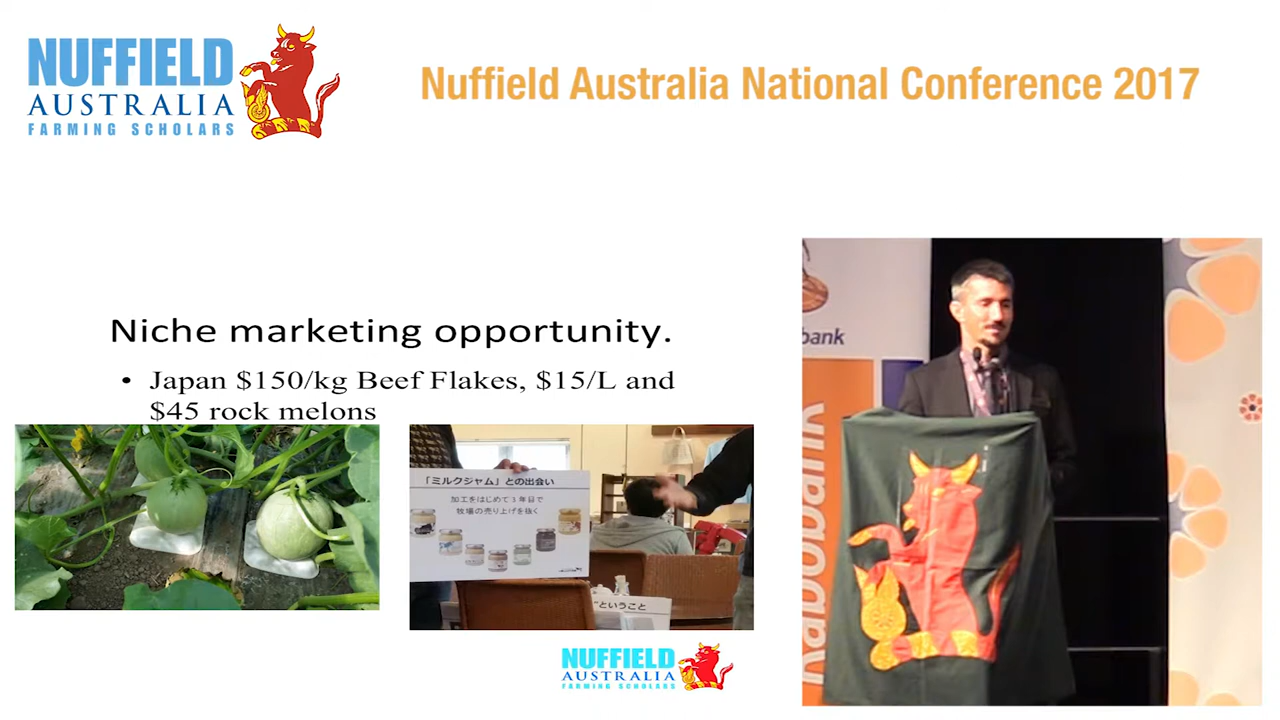 NUFFIELD
AUSTRALIA
FARMING SCHOLARS
Nuffield Australia National Conference 2017
Niche marketing opportunity.
• Japan $150/kg Beef Flakes, $15/L and
$45 rock melons
「ミルクジャム」との出会い
加工をはじめて3年目で
牧場の売り上げを抜く
ということ
NUFFIELD
AUSTRALIA
FARMING SCHOLARS
bank
Rabobank